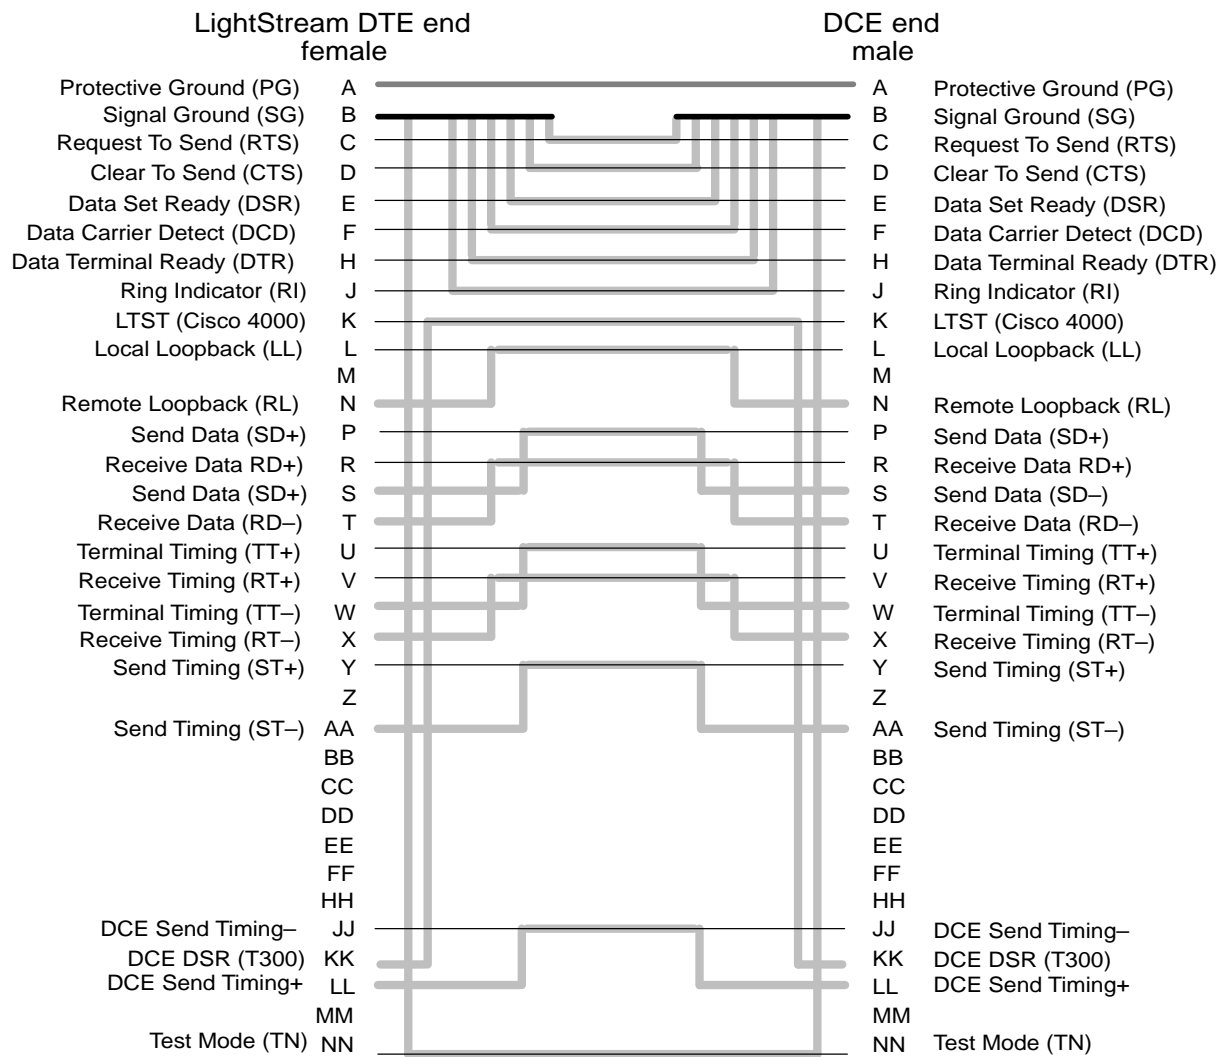 LightStream DTE end DCE end
female male
Protective Ground (PG) A A Protective Ground (PG)
Signal Ground (SG) B B Signal Ground (SG)
Request To Send (RTS) C C Request To Send (RTS)
Clear To Send (CTS) D D Clear To Send (CTS)
Data Set Ready (DSR) E E Data Set Ready (DSR)
Data Carrier Detect (DCD) F F Data Carrier Detect (DCD)
Data Terminal Ready (DTR) H H Data Terminal Ready (DTR)
Ring Indicator (RI) J J Ring Indicator (RI)
LTST (Cisco 4000) K K LTST (Cisco 4000)
Local Loopback (LL) L L Local Loopback (LL)
M M
Remote Loopback (RL) N N Remote Loopback (RL)
Send Data (SD+) P P Send Data (SD+)
Receive Data RD+) R R Receive Data RD+)
Send Data (SD+) S S Send Data (SD–)
Receive Data (RD–) T T Receive Data (RD–)
Terminal Timing (TT+) U U Terminal Timing (TT+)
Receive Timing (RT+) V V Receive Timing (RT+)
Terminal Timing (TT–) W W Terminal Timing (TT–)
Receive Timing (RT–) X X Receive Timing (RT–)
Send Timing (ST+) Y Y Send Timing (ST+)
Z Z
Send Timing (ST–) AA AA Send Timing (ST–)
BB BB
CC CC
DD DD
EE EE
FF FF
HH HH
DCE Send Timing– JJ JJ DCE Send Timing–
DCE DSR (T300) KK KK DCE DSR (T300)
DCE Send Timing+ LL LL DCE Send Timing+
MM MM
Test Mode (TN) NN NN Test Mode (TN)